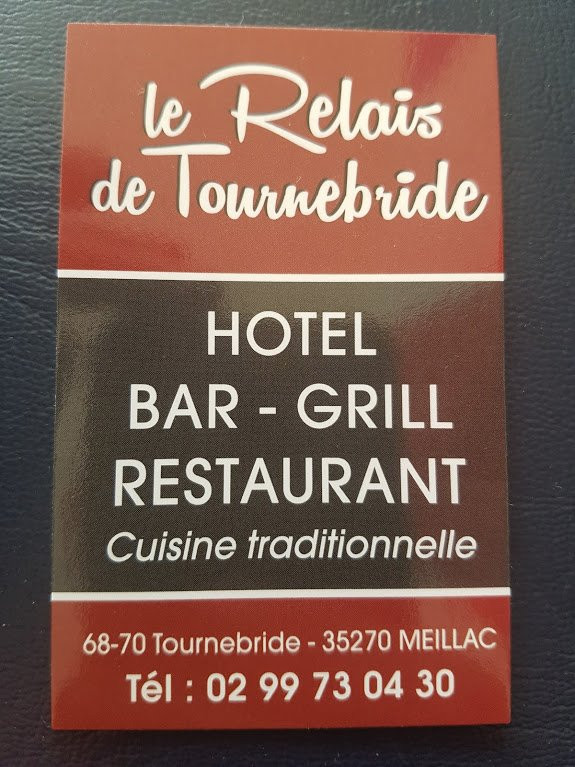 le Relais
de Tournebride
HOTEL
BAR - GRILL
RESTAURANT
Cuisine traditionnelle
68-70 Tournebride - 35270 MEILLAC
Tél : 02 99 73 04 30